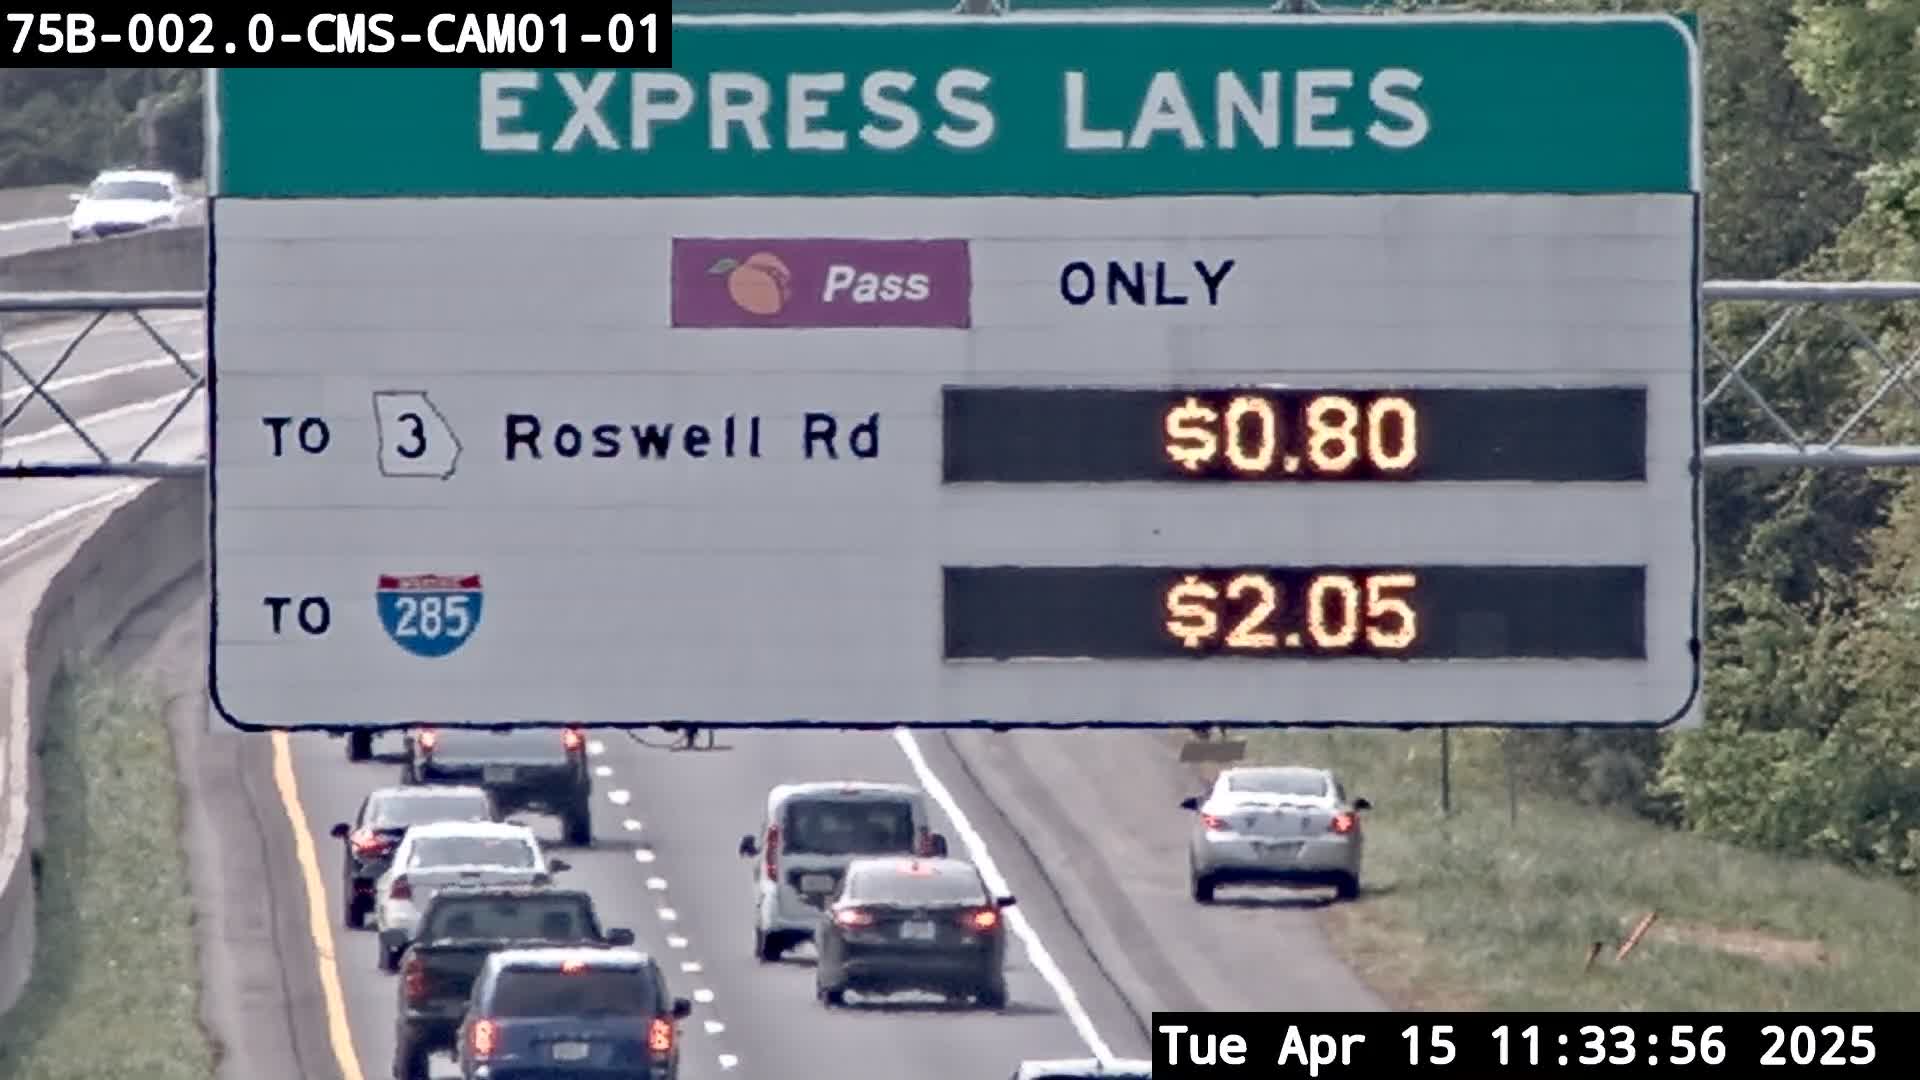 75B-002.0-CMS-CAM01-01
EXPRESS LANES
Pass ONLY
TO 3 Roswell Rd $0.80
TO 285 $2.05
Tue Apr 15 11:33:56 2025